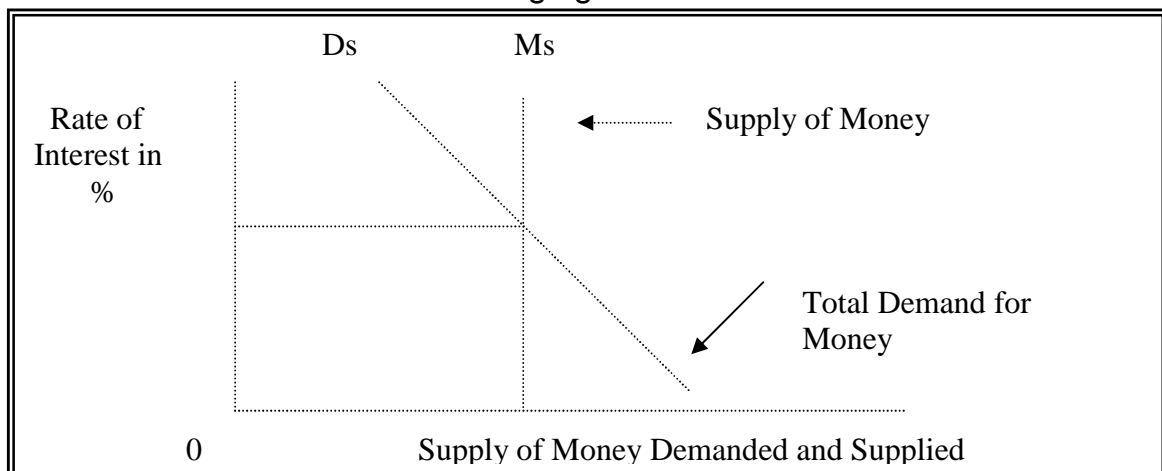 Ds Ms
Rate of
Interest in
%
Supply of Money
Total Demand for
Money
0 Supply of Money Demanded and Supplied